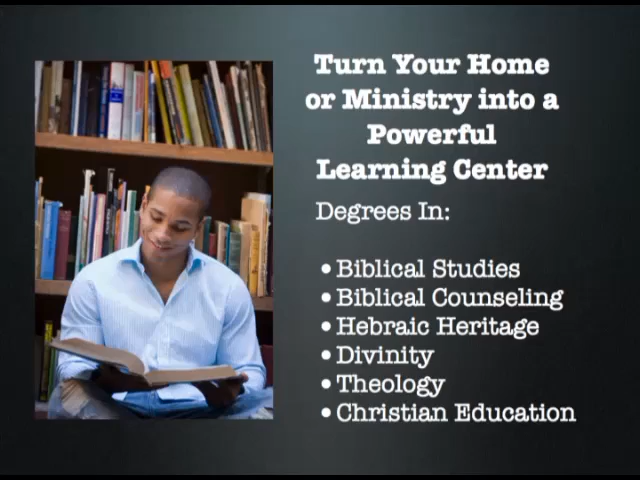 Turn Your Home
or Ministry into a
Powerful
Learning Center
Degrees In:
•Biblical Studies
•Biblical Counseling
•Hebraic Heritage
•Divinity
•Theology
•Christian Education